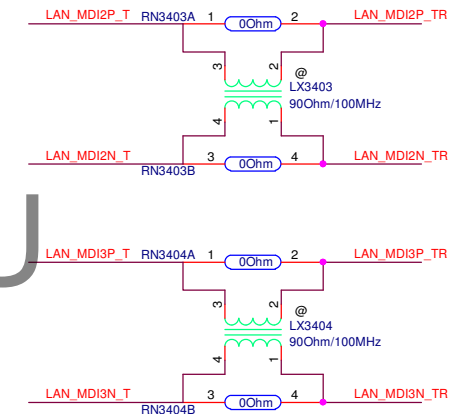 LAN_MDI2P_T RN3403A 1 0Ohm 2 LAN_MDI2P_TR
3 2 @
LX3403
90Ohm/100MHz
4 1
LAN_MDI2N_T 3 0Ohm 4 LAN_MDI2N_TR
RN3403B
LAN_MDI3P_T RN3404A 1 0Ohm 2 LAN_MDI3P_TR
3 2 @
LX3404
90Ohm/100MHz
4 1
LAN_MDI3N_T 3 0Ohm 4 LAN_MDI3N_TR
RN3404B